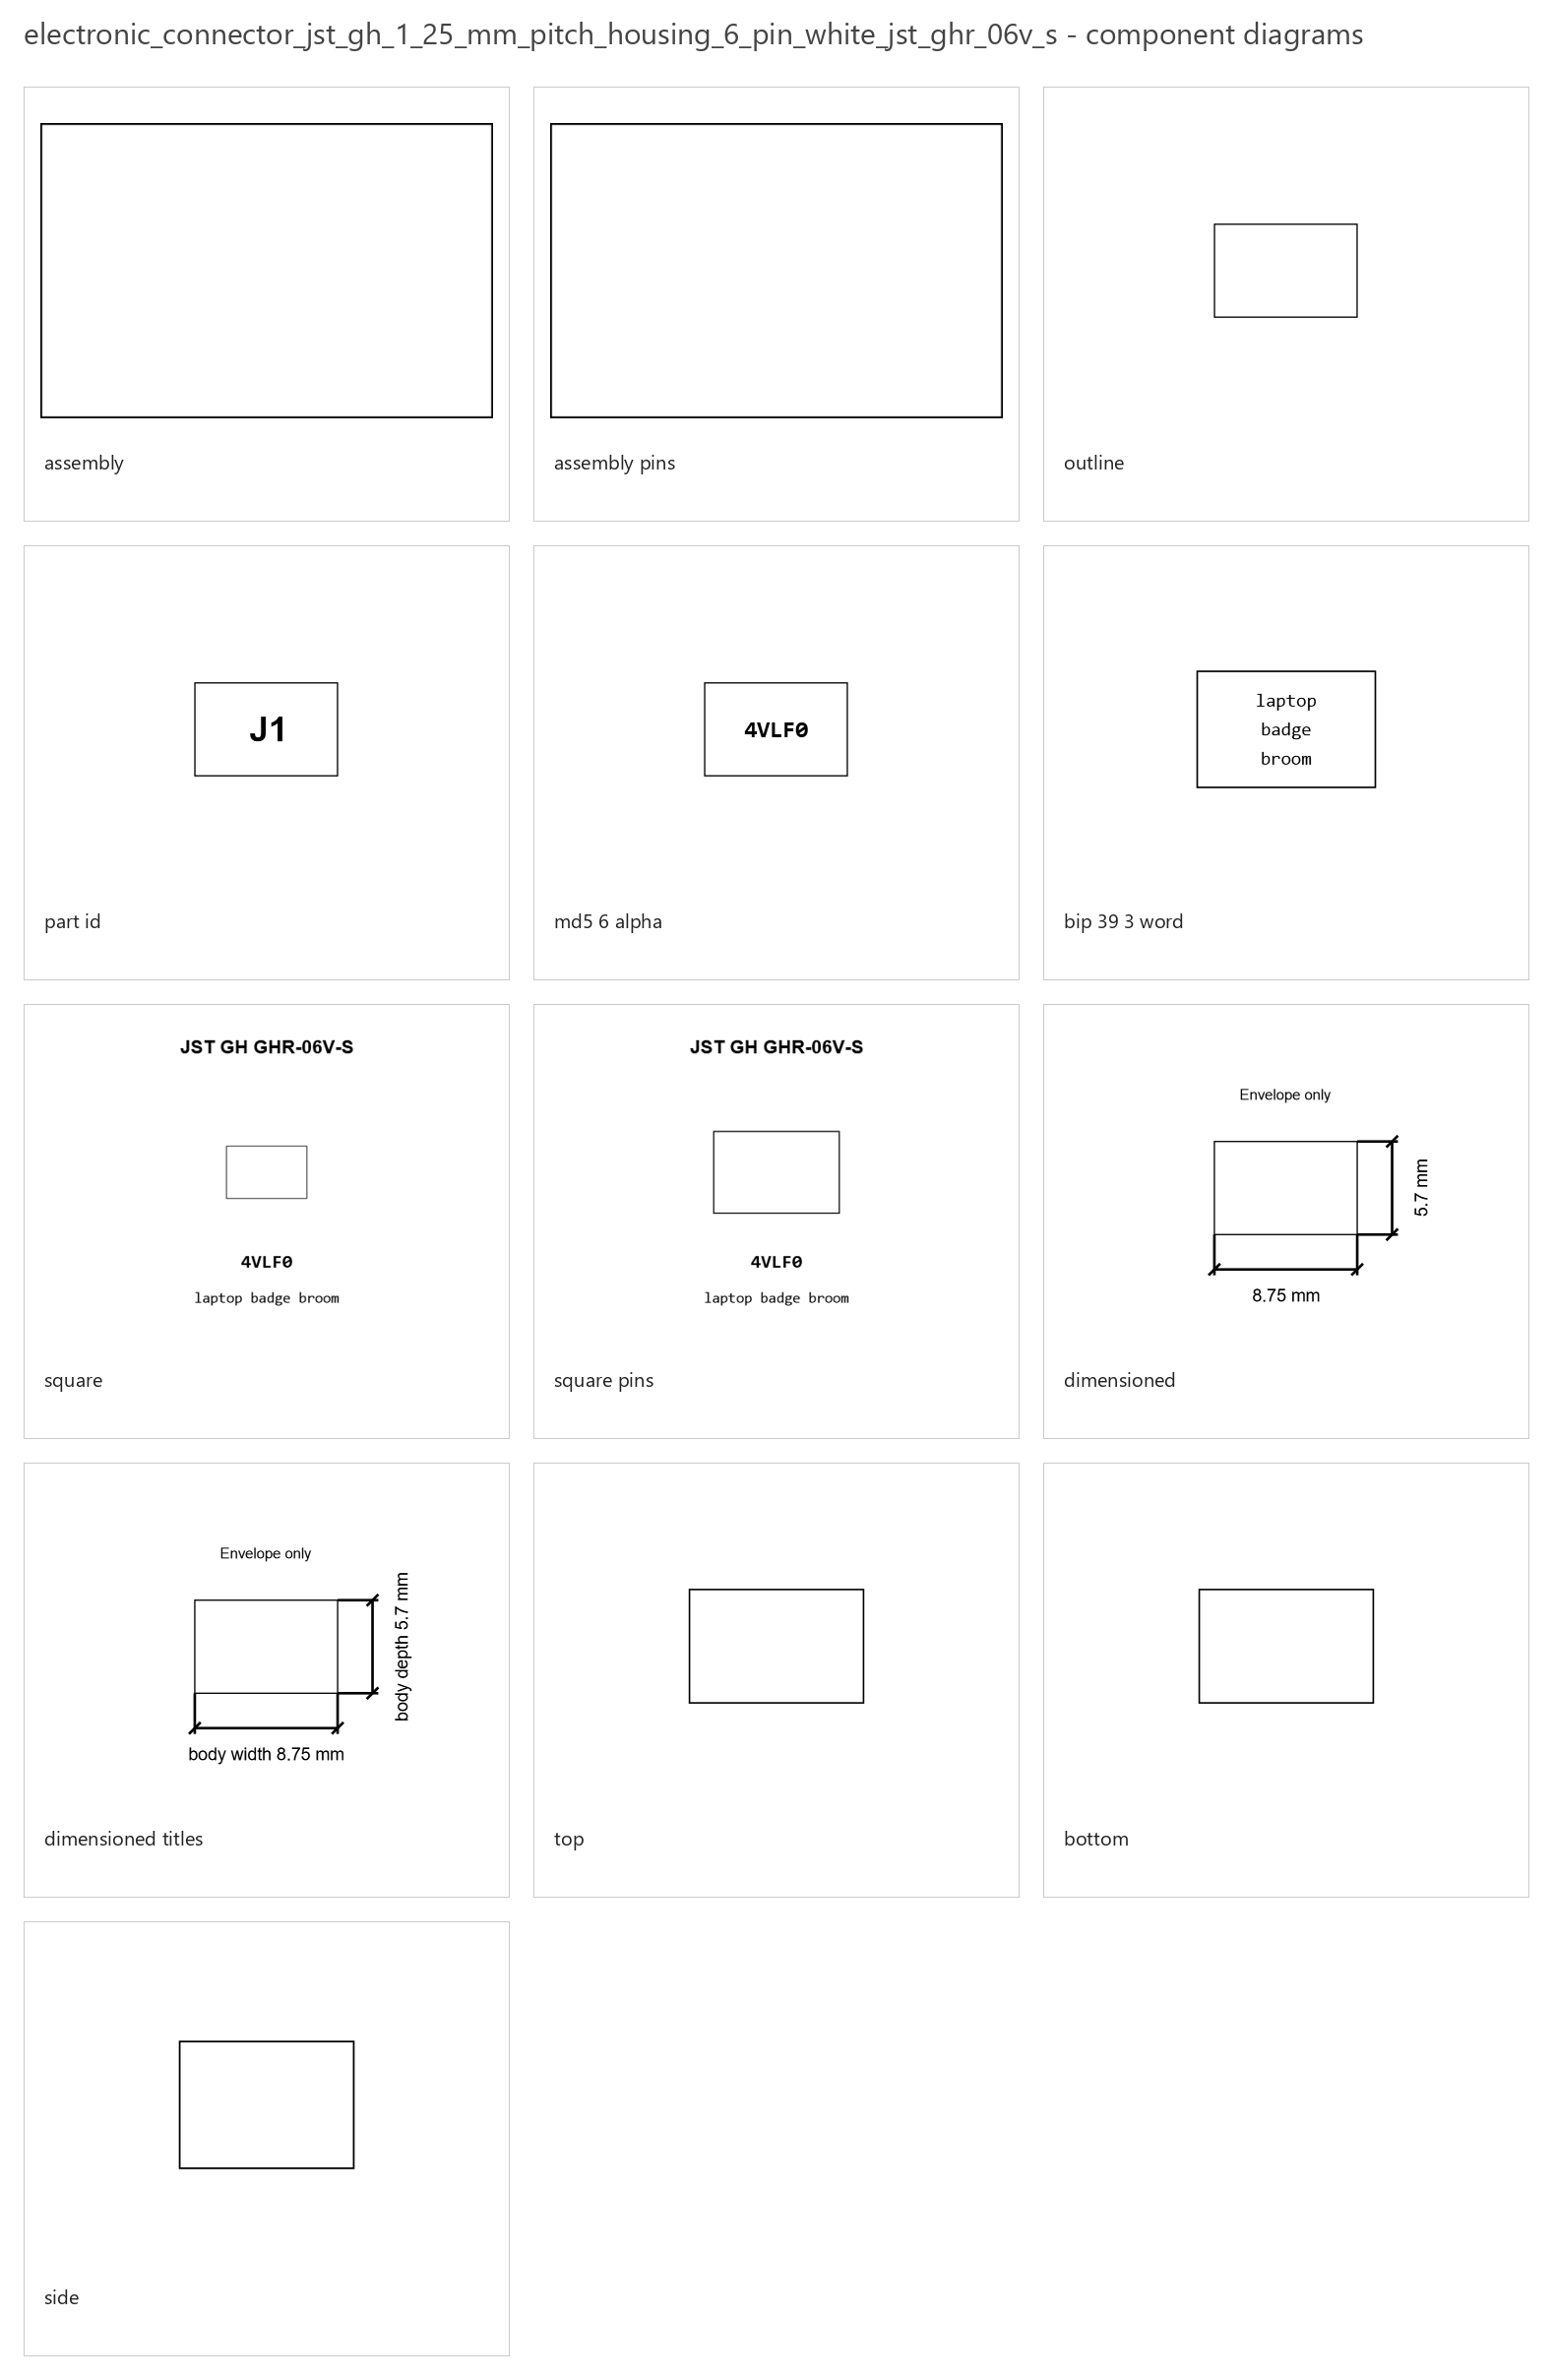 electronic_connector_jst_gh_1_25_mm_pitch_housing_6_pin_white_jst_ghr_06v_s - component diagrams
assembly
assembly pins
outline
J1
part id
4VLF0
md5 6 alpha
laptop
badge
broom
bip 39 3 word
JST GH GHR-06V-S
4VLF0
laptop badge broom
square
JST GH GHR-06V-S
4VLF0
laptop badge broom
square pins
Envelope only
5.7 mm
8.75 mm
dimensioned
Envelope only
body depth 5.7 mm
body width 8.75 mm
dimensioned titles
top
bottom
side